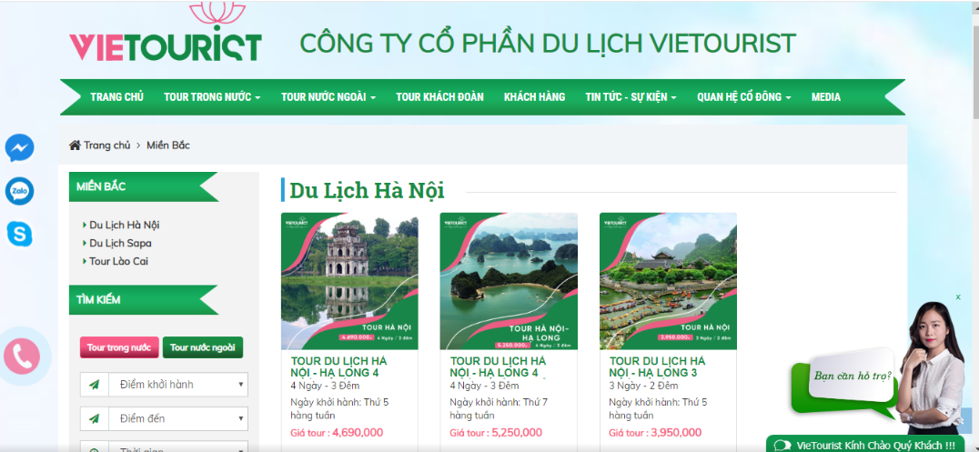 VIETOURIST
CÔNG TY CỔ PHẦN DU LỊCH VIETOURIST
TRANG CHỦ TOUR TRONG NƯỚC TOUR NƯỚC NGOÀI TOUR KHÁCH ĐOÀN KHÁCH HÀNG TIN TỨC - SỰ KIỆN QUAN HỆ CỔ ĐÔNG MEDIA
Trang chủ > Miền Bắc
Zalo
MIỀN BẮC
Du Lịch Hà Nội
Du Lịch Sapa
Tour Lào Cai
TÌM KIẾM
Tour trong nước Tour nước ngoài
Điểm khởi hành
Điểm đến
Thời gian
Du Lịch Hà Nội
VIETOURIST
TOUR HÀ NỘI
4.690.000đ 4 Ngày / 3 đêm
TOUR DU LỊCH HÀ
NỘI - HẠ LONG 4
4 Ngày - 3 Đêm
Ngày khởi hành: Thứ 5
hàng tuần
Giá tour : 4,690,000
VIETOURIST
TOUR HÀ NỘI-
HẠ LONG
5.250.000đ 4 Ngày / 3 đêm
TOUR DU LỊCH HÀ
NỘI - HẠ LONG 4
4 Ngày - 3 Đêm
Ngày khởi hành: Thứ 7
hàng tuần
Giá tour : 5,250,000
VIETOURIST
TOUR HÀ NỘI
3.950.000đ 3 Ngày / 2 đêm
TOUR DU LỊCH HÀ
NỘI - HẠ LONG 3
3 Ngày - 2 Đêm
Ngày khởi hành: Thứ 5
hàng tuần
Giá tour : 3,950,000
x
Bạn cần hỗ trợ?
VieTourist Kính Chào Quý Khách !!!